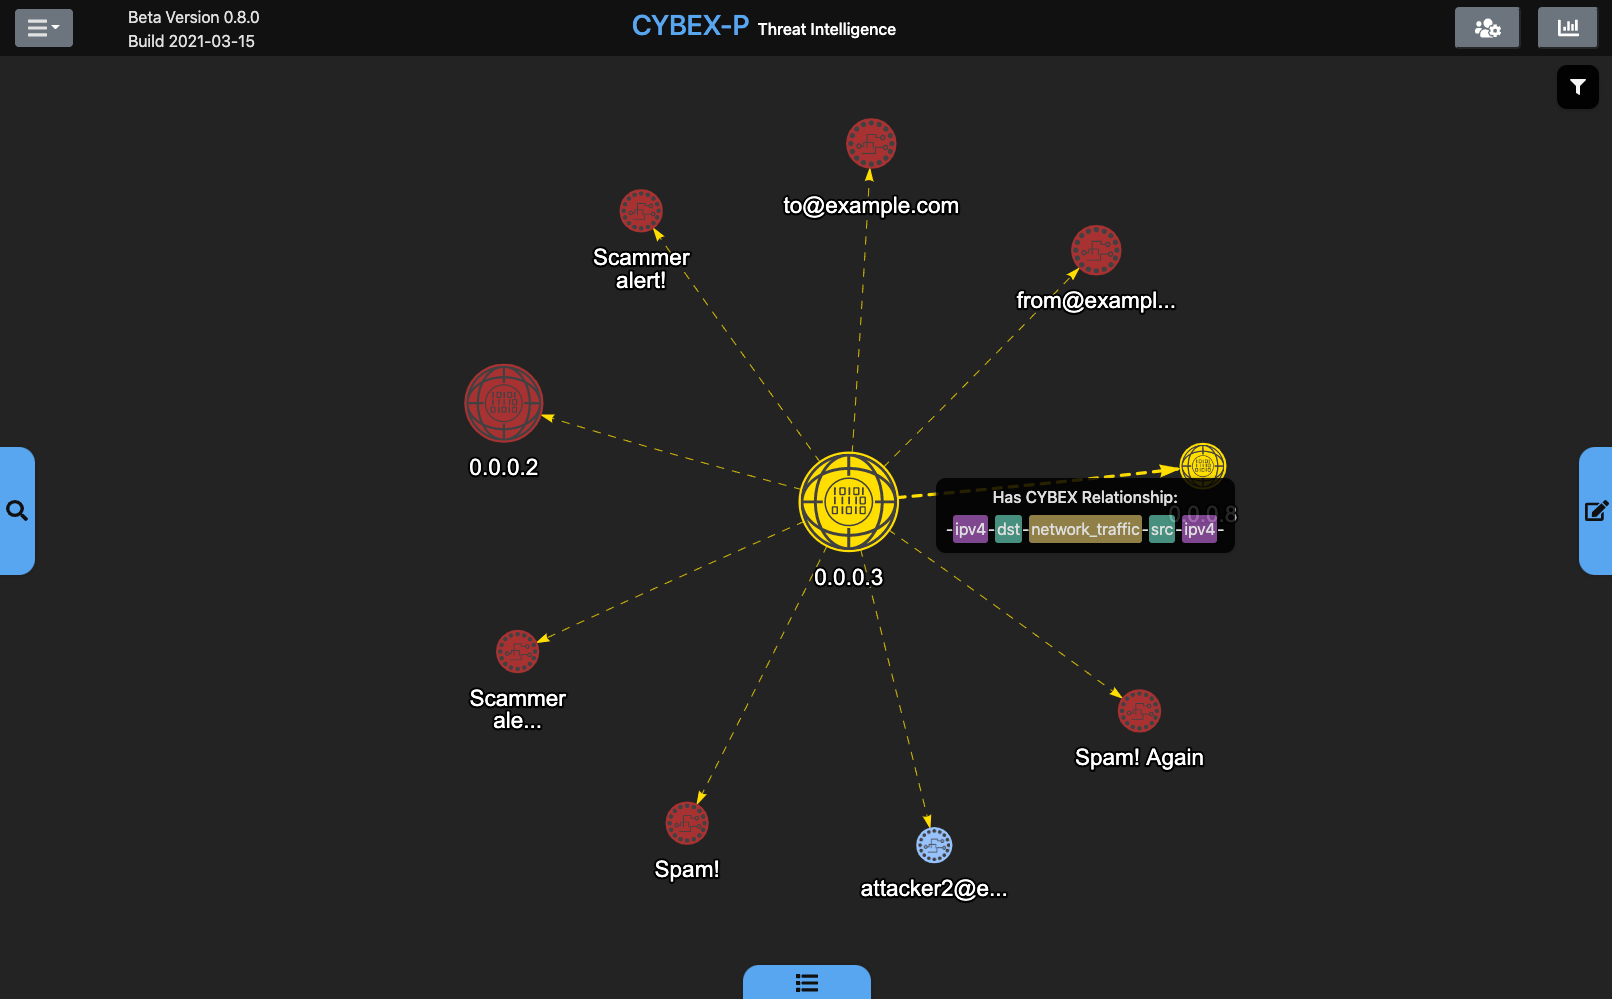 Beta Version 0.8.0
Build 2021-03-15
CYBEX-P Threat Intelligence
to@example.com
Scammer
alert!
from@exampl...
0.0.0.2
Has CYBEX Relationship:
0.0.0.8
-ipv4-dst-network_traffic-src-ipv4-
0.0.0.3
Scammer
ale...
Spam! Again
Spam!
attacker2@e...